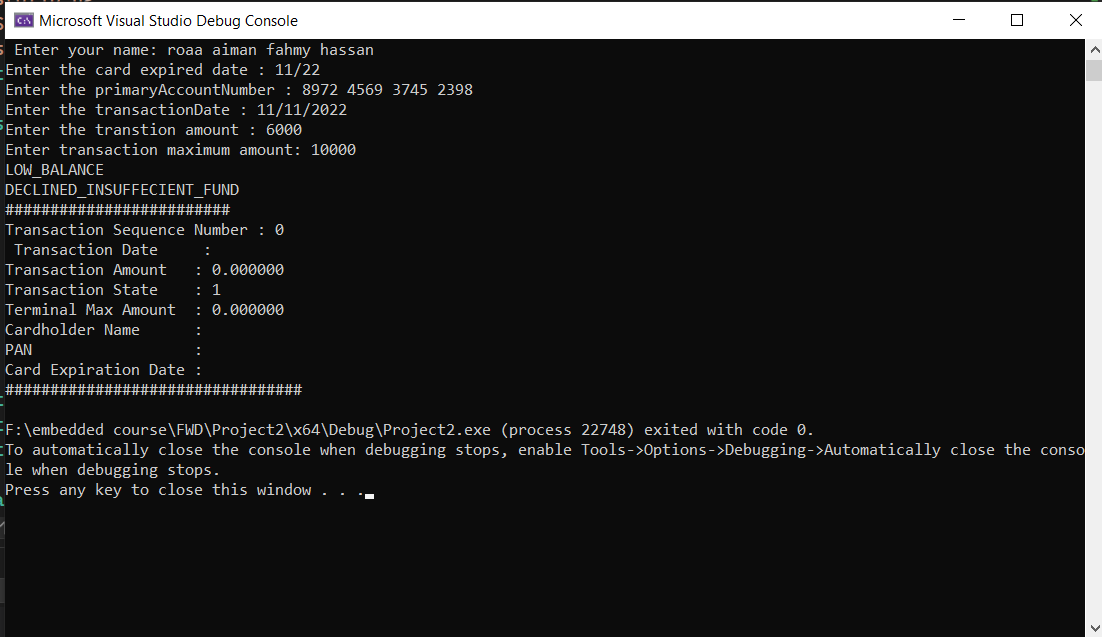 Microsoft Visual Studio Debug Console
Enter your name: roaa aiman fahmy hassan
Enter the card expired date : 11/22
Enter the primaryAccountNumber : 8972 4569 3745 2398
Enter the transactionDate : 11/11/2022
Enter the transtion amount : 6000
Enter transaction maximum amount: 10000
LOW_BALANCE
DECLINED_INSUFFECIENT_FUND
#########################
Transaction Sequence Number : 0
Transaction Date     :
Transaction Amount   : 0.000000
Transaction State    : 1
Terminal Max Amount  : 0.000000
Cardholder Name      :
PAN                  :
Card Expiration Date :
#################################
F:\embedded course\FWD\Project2\x64\Debug\Project2.exe (process 22748) exited with code 0.
To automatically close the console when debugging stops, enable Tools->Options->Debugging->Automatically close the conso
le when debugging stops.
Press any key to close this window . . .